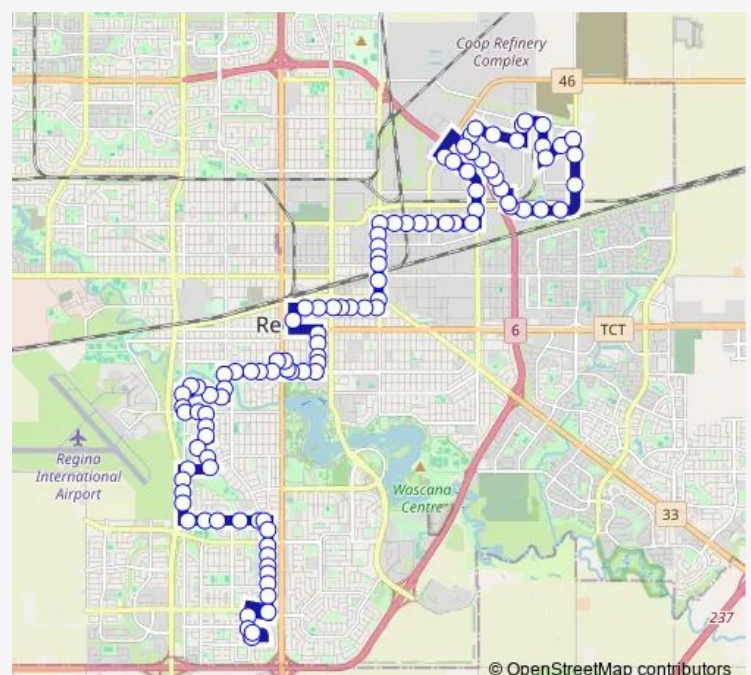 Coop Refinery
Complex
46
Re
6
TCT
Regina
International
Airport
Wascana
Centre
33
237
© OpenStreetMap contributors